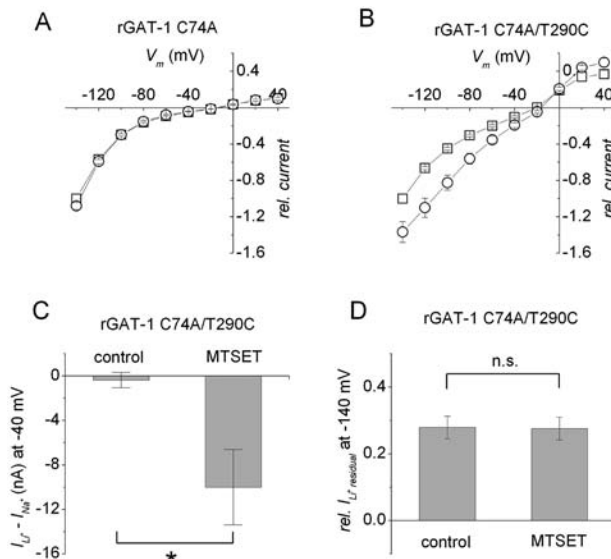 A
rGAT-1 C74A
V_m (mV)
-120 -80 -40 0 40
0.4
-0.4
-0.8
-1.2
-1.6
rel. current
B
rGAT-1 C74A/T290C
V_m (mV)
-120 -80 -40 0 40
0.4
-0.4
-0.8
-1.2
-1.6
rel. current
C
rGAT-1 C74A/T290C
control MTSET
0
-4
-8
-12
-16
I_Li+ - I_Na+ (nA) at -40 mV
*
D
rGAT-1 C74A/T290C
n.s.
0.4
0.2
0.0
rel. I_Li+ residual at -140 mV
control MTSET